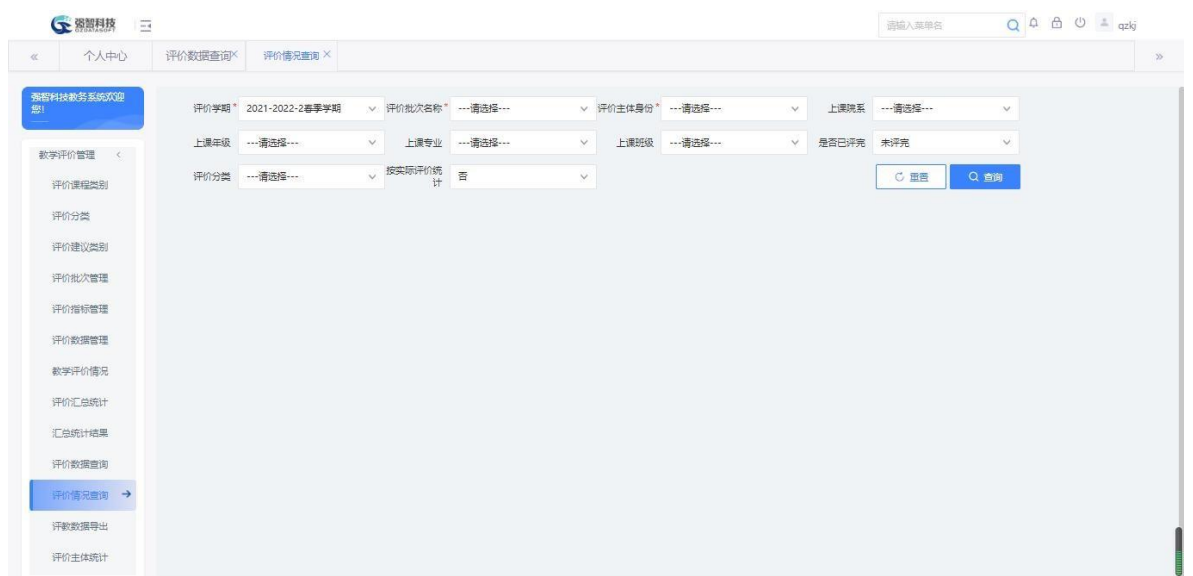 强智科技
QZDATASOFT
请输入菜单名
qzkj
个人中心
评价数据查询
评价情况查询
强智科技教务系统欢迎
您!
教学评价管理
评价课程类别
评价分类
评价建议类别
评价批次管理
评价指标管理
评价数据管理
教学评价情况
评价汇总统计
汇总统计结果
评价数据查询
评价情况查询
评教数据导出
评价主体统计
评价学期* 2021-2022-2春季学期 评价批次名称* ---请选择--- 评价主体身份* ---请选择--- 上课院系 ---请选择---
上课年级 ---请选择--- 上课专业 ---请选择--- 上课班级 ---请选择--- 是否已评完 未评完
评价分类 ---请选择--- 按实际评价统
计 否
重置 查询